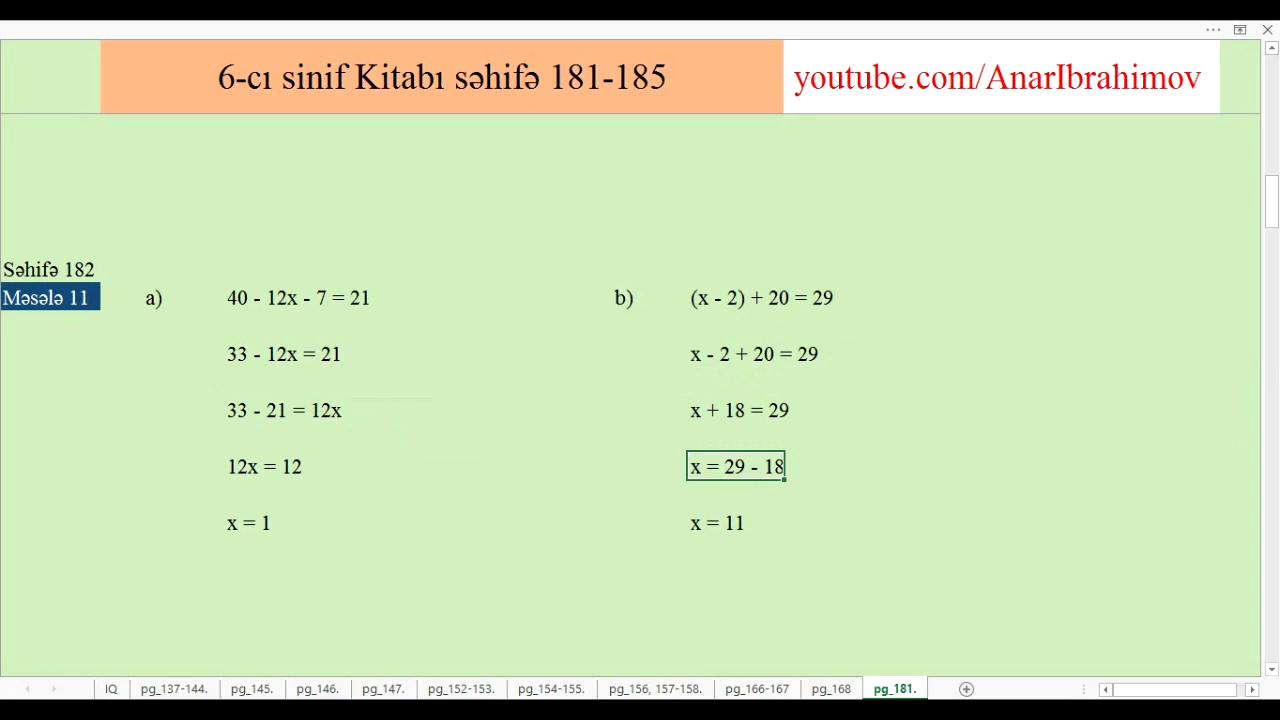 6-cı sinif Kitabı səhifə 181-185
youtube.com/AnarIbrahimov
Səhifə 182
Məsələ 11
a)
40 - 12x - 7 = 21
33 - 12x = 21
33 - 21 = 12x
12x = 12
x = 1
b)
(x - 2) + 20 = 29
x - 2 + 20 = 29
x + 18 = 29
x = 29 - 18
x = 11
IQ pg_137-144. pg_145. pg_146. pg_147. pg_152-153. pg_154-155. pg_156, 157-158. pg_166-167 pg_168 pg_181.